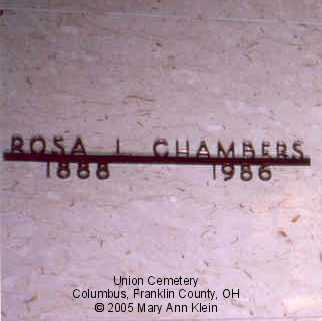 ROSA I. CHAMBERS
1888 1986
Union Cemetery
Columbus, Franklin County, OH
© 2005 Mary Ann Klein